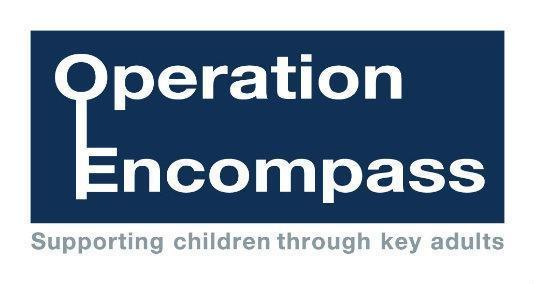 Operation
Encompass
Supporting children through key adults